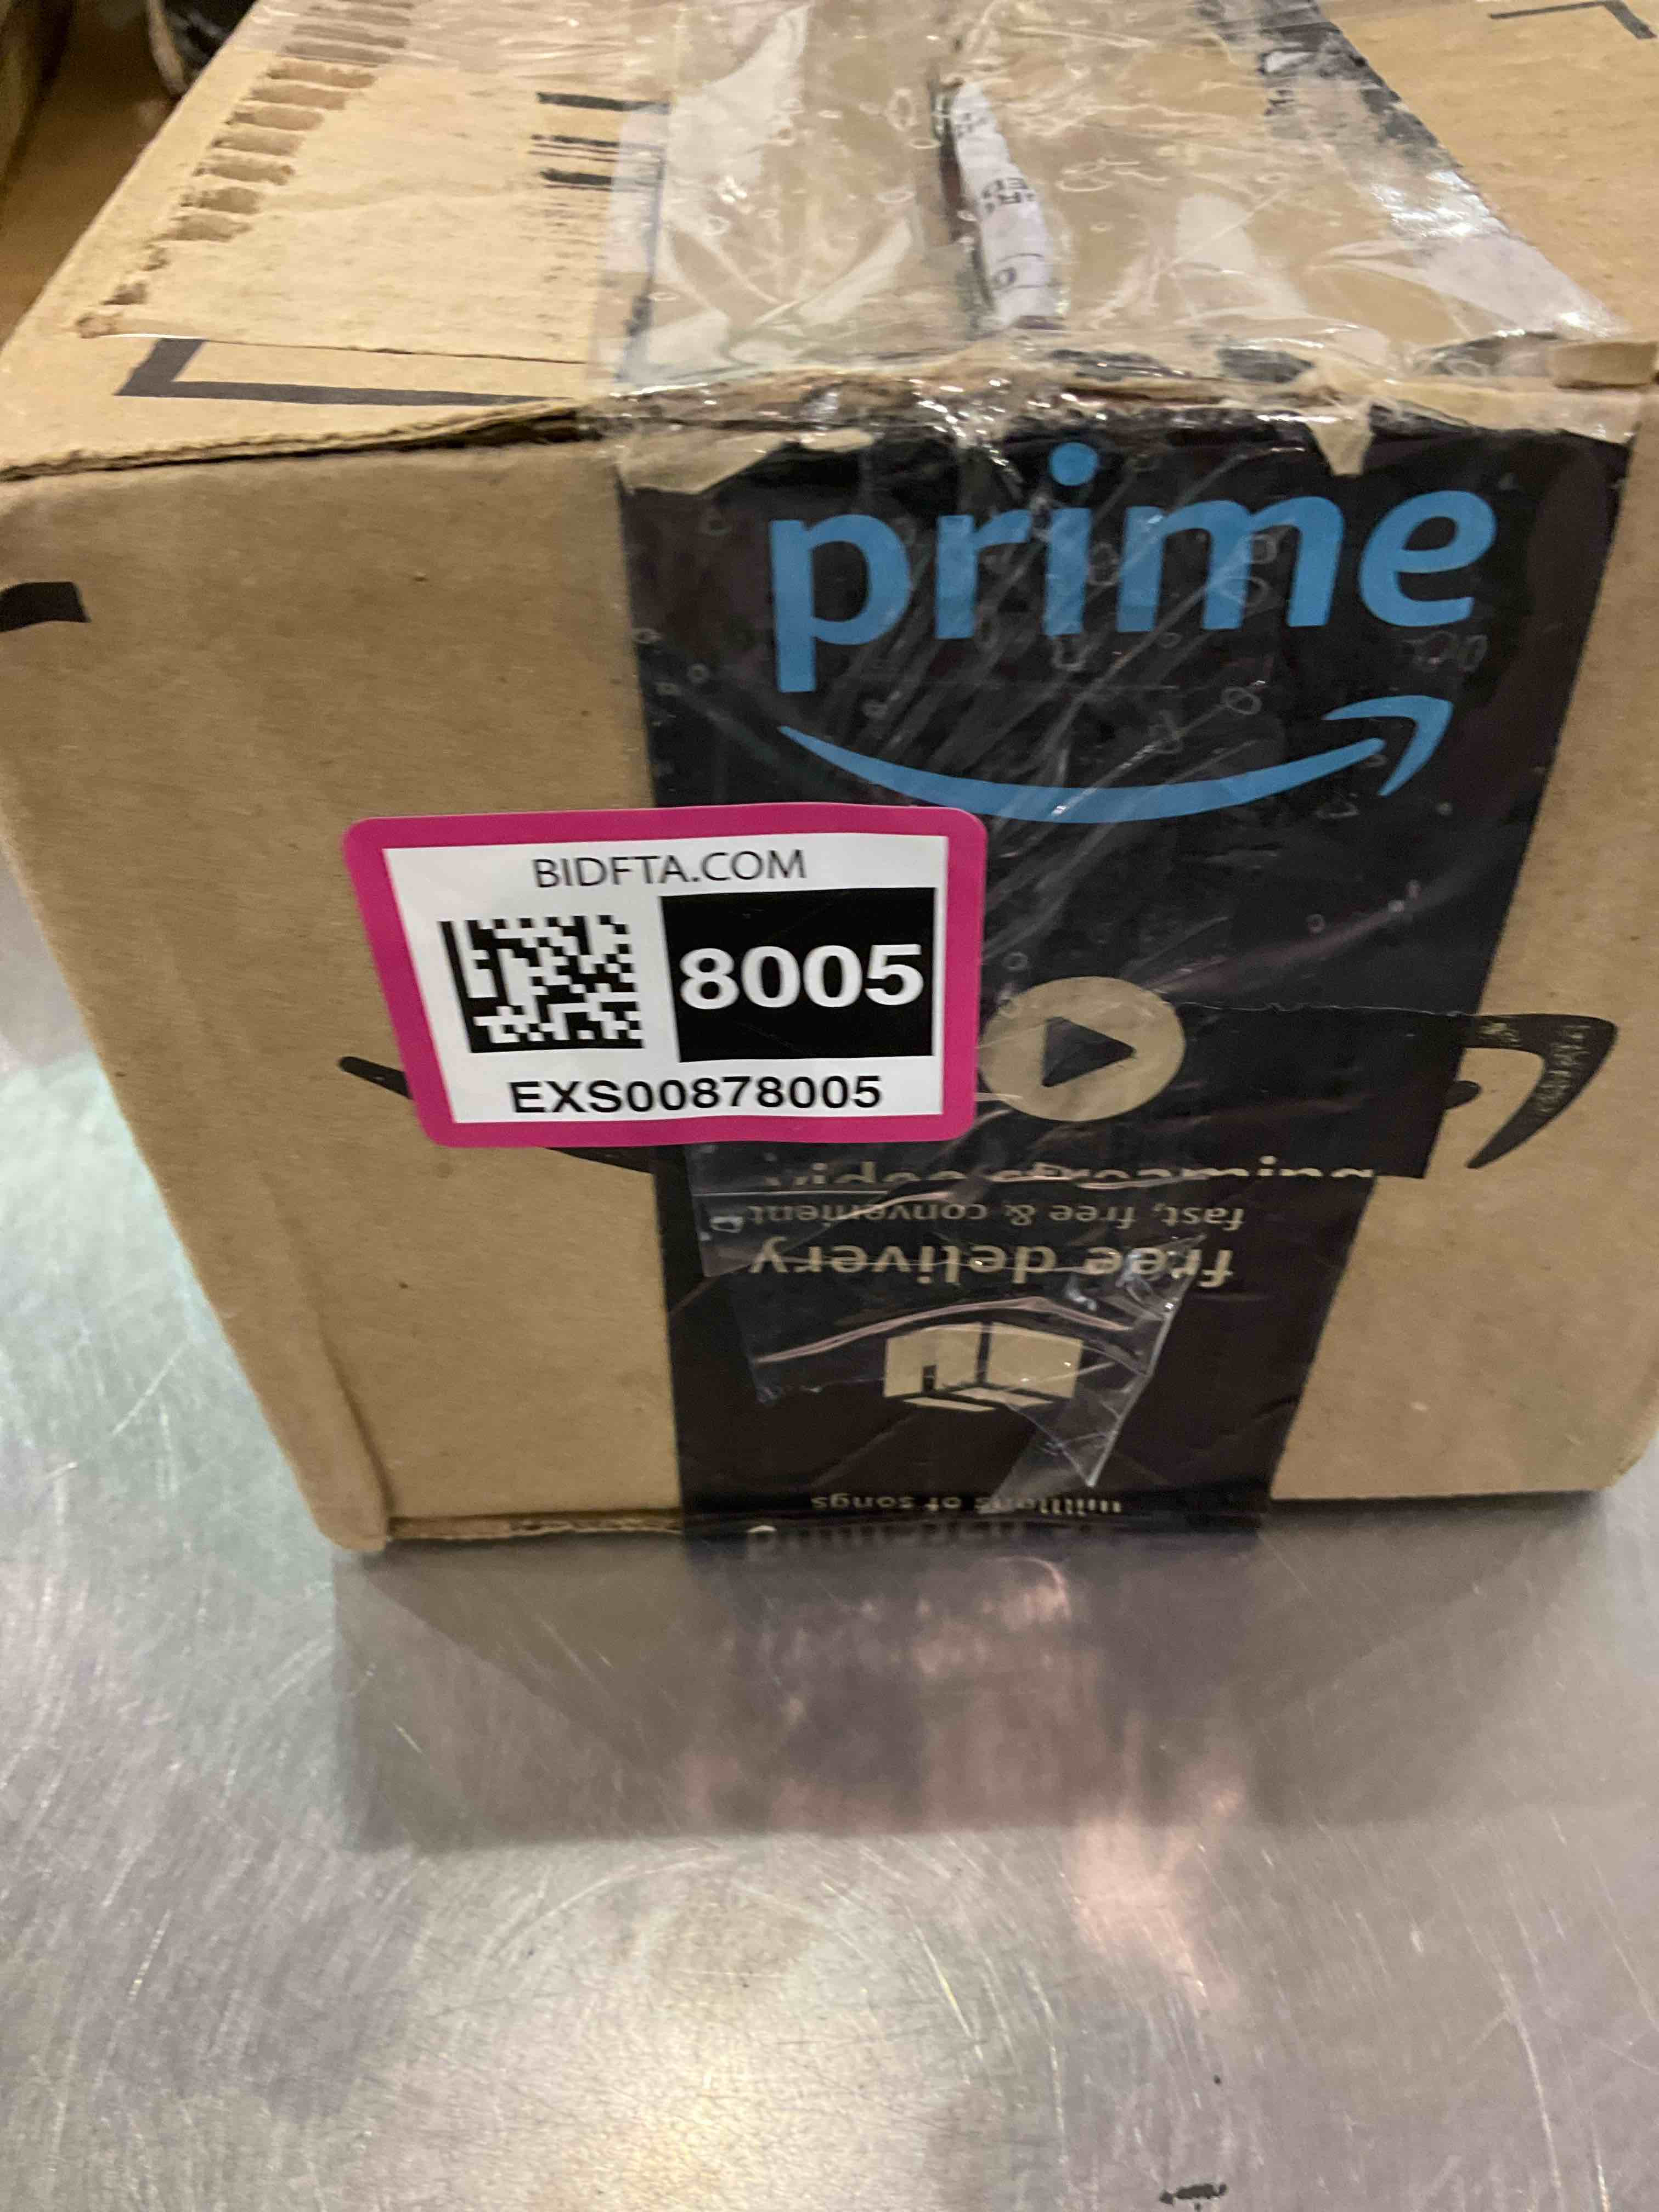 prime
BIDFTA.COM
8005
EXS00878005
fast, free & convenient
free delivery
millions of songs